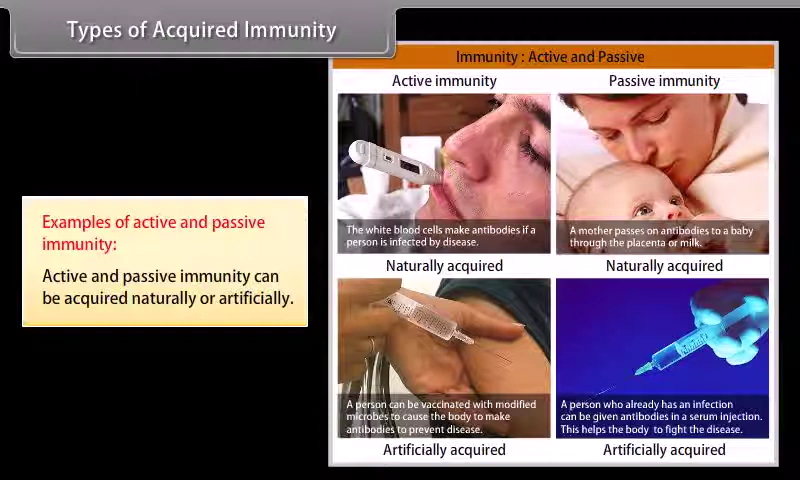 Types of Acquired Immunity
Immunity : Active and Passive
Active immunity
Passive immunity
The white blood cells make antibodies if a
person is infected by disease.
A mother passes on antibodies to a baby
through the placenta or milk.
Naturally acquired
Naturally acquired
Examples of active and passive
immunity:
Active and passive immunity can
be acquired naturally or artificially.
A person can be vaccinated with modified
microbes to cause the body to make
antibodies to prevent disease.
A person who already has an infection
can be given antibodies in a serum injection.
This helps the body to fight the disease.
Artificially acquired
Artificially acquired